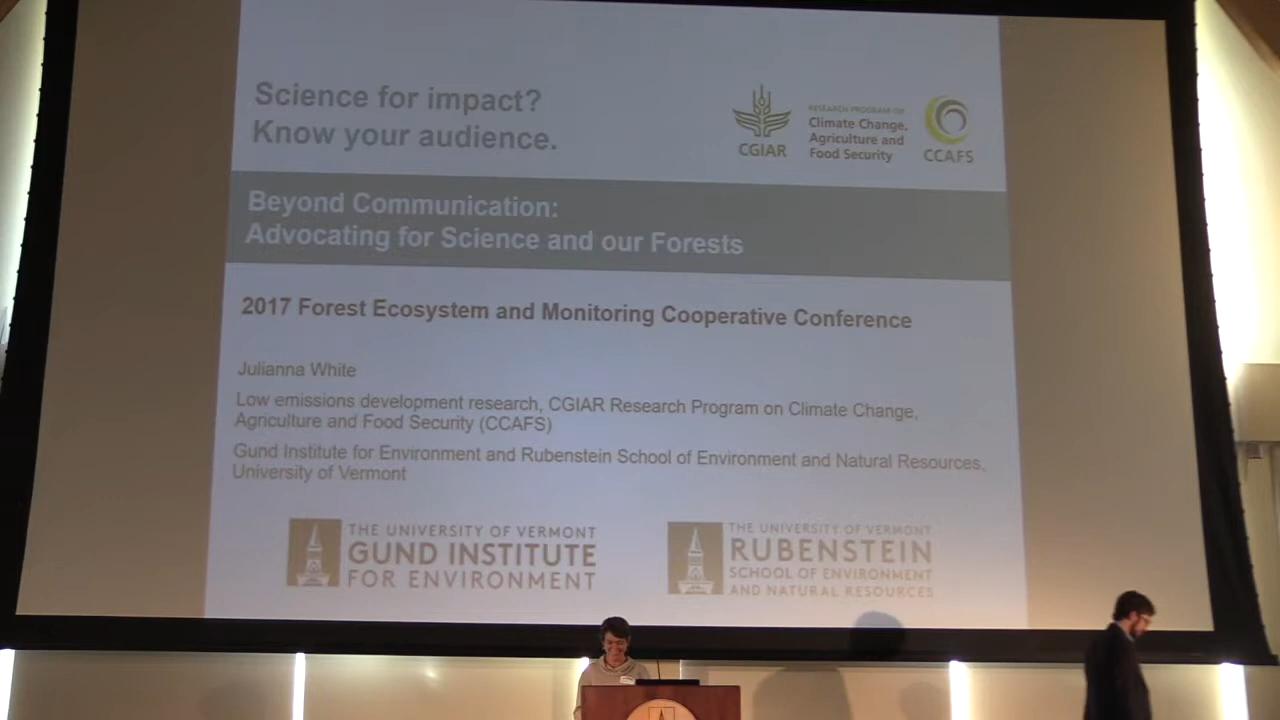 Science for impact?
Know your audience.
CGIAR
RESEARCH PROGRAM ON
Climate Change,
Agriculture and
Food Security
CCAFS
Beyond Communication:
Advocating for Science and our Forests
2017 Forest Ecosystem and Monitoring Cooperative Conference
Julianna White
Low emissions development research, CGIAR Research Program on Climate Change,
Agriculture and Food Security (CCAFS)
Gund Institute for Environment and Rubenstein School of Environment and Natural Resources,
University of Vermont
THE UNIVERSITY OF VERMONT
GUND INSTITUTE
FOR ENVIRONMENT
THE UNIVERSITY OF VERMONT
RUBENSTEIN
SCHOOL OF ENVIRONMENT
AND NATURAL RESOURCES